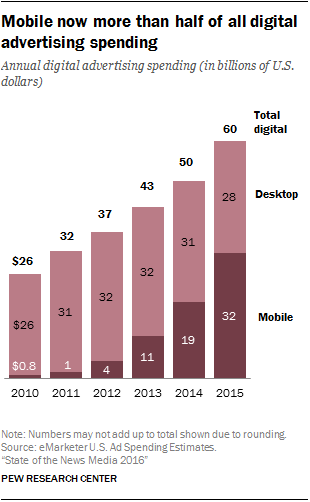 Mobile now more than half of all digital
advertising spending
Annual digital advertising spending (in billions of U.S.
dollars)
Total
digital
60
50
43
37
32
$26
Desktop
$26
31
32
32
31
28
Mobile
$0.8
1
4
11
19
32
2010 2011 2012 2013 2014 2015
Note: Numbers may not add up to total shown due to rounding.
Source: eMarketer U.S. Ad Spending Estimates.
“State of the News Media 2016”
PEW RESEARCH CENTER